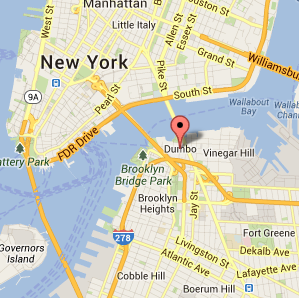 Manhattan
West St
Little Italy
Allen St
Essex St
Houston St
Grand St
Williamsbu
New York
Pike St
9A
Pearl St
South St
Wallabout
Bay
FDR Drive
attery Park
Dumbo
Vinegar Hill
Brooklyn
Bridge Park
Brooklyn
Heights
Jay St
278
Governors
Island
Livingston St
Fort Greene
Dekalb Ave
Atlantic Ave
Lafayette Ave
Cobble Hill
Boerum Hill